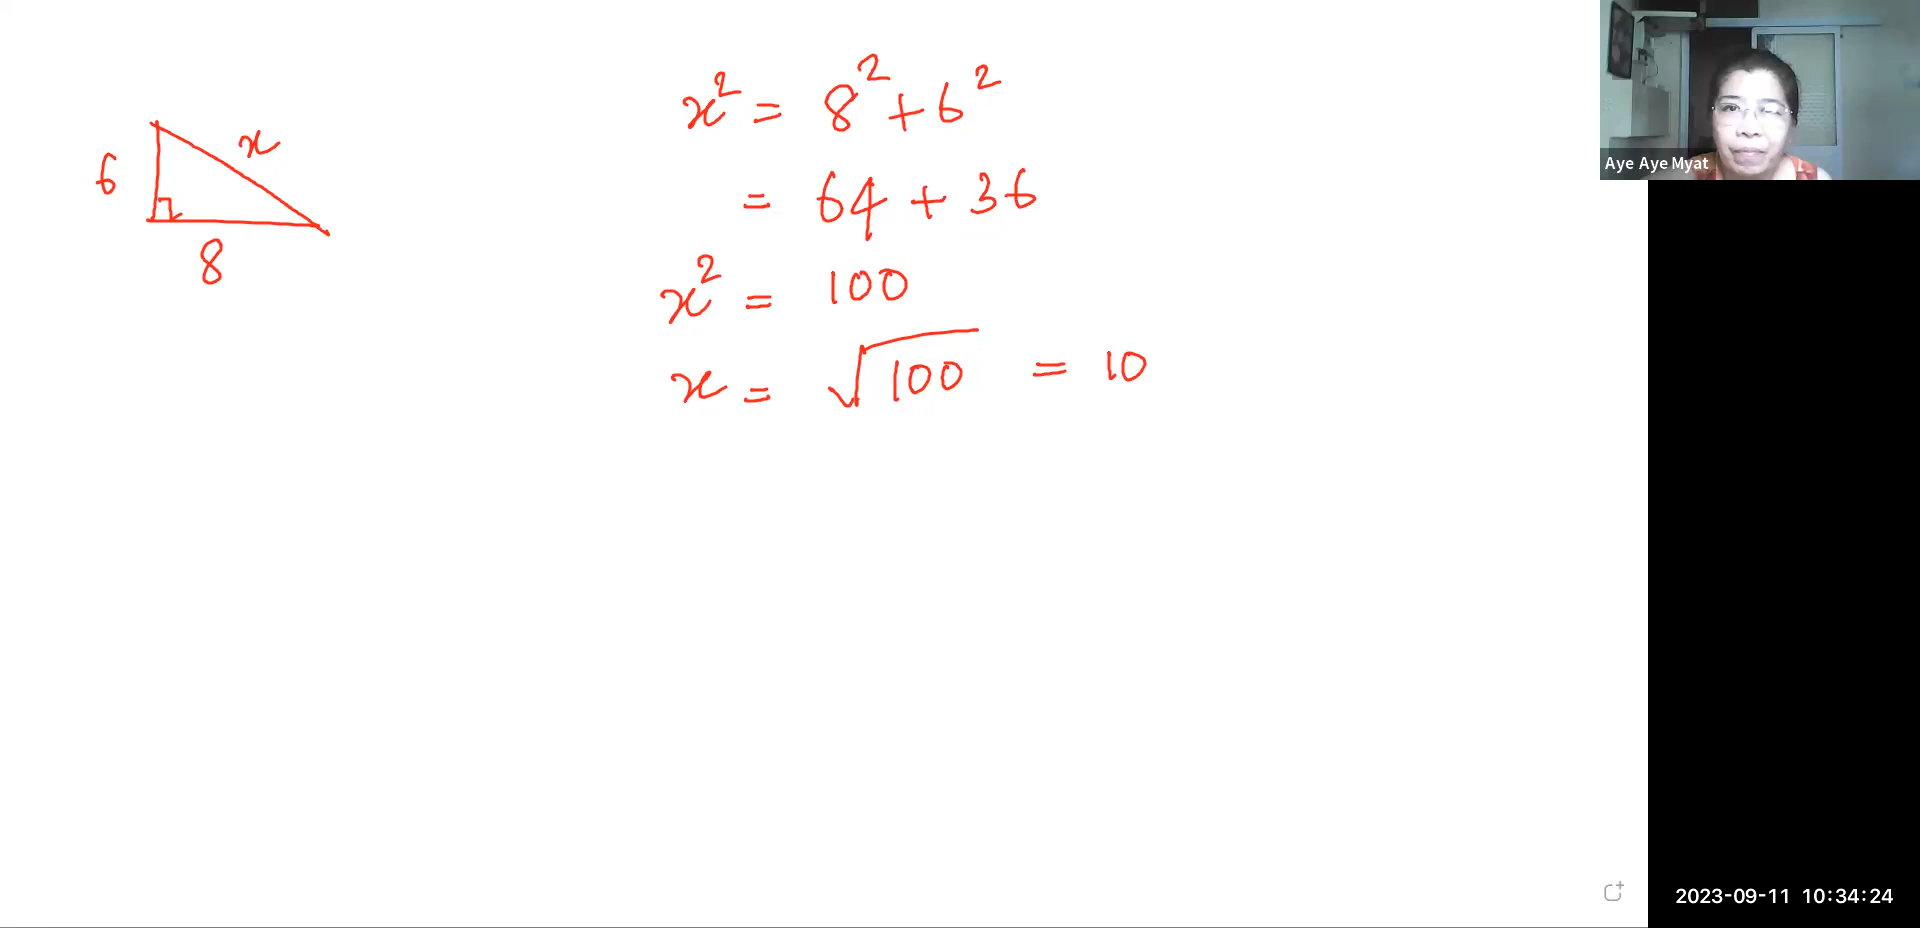 6
x
8
x² = 8² + 6²
= 64 + 36
x² = 100
x = √100 = 10
Aye Aye Myat
2023-09-11 10:34:24